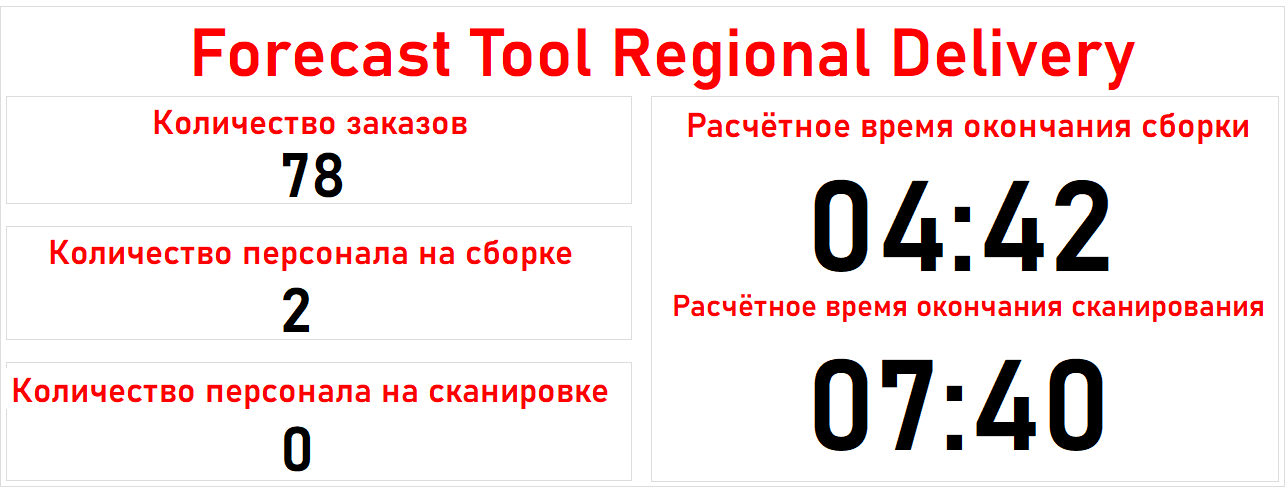 Forecast Tool Regional Delivery
Количество заказов
78
Количество персонала на сборке
2
Количество персонала на сканировке
0
Расчётное время окончания сборки
04:42
Расчётное время окончания сканирования
07:40